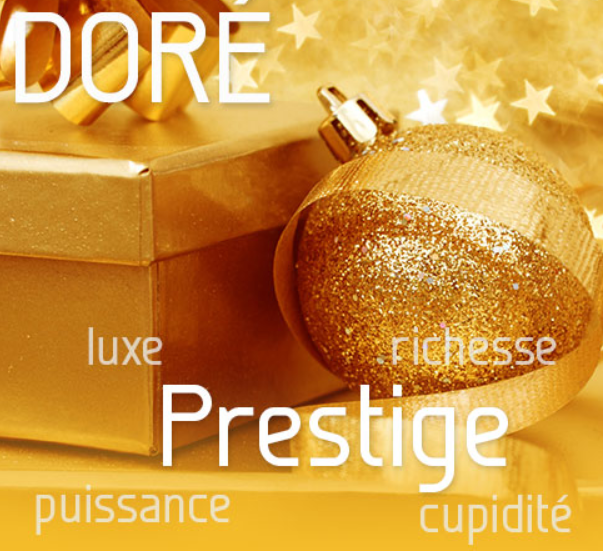 DORÉ
luxe richesse
Prestige
puissance
cupidité